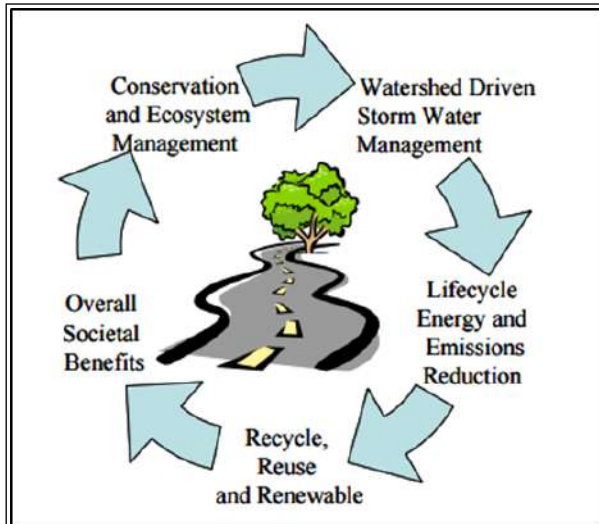 Conservation
and Ecosystem
Management
Watershed Driven
Storm Water
Management
Lifecycle
Energy and
Emissions
Reduction
Recycle,
Reuse
and Renewable
Overall
Societal
Benefits